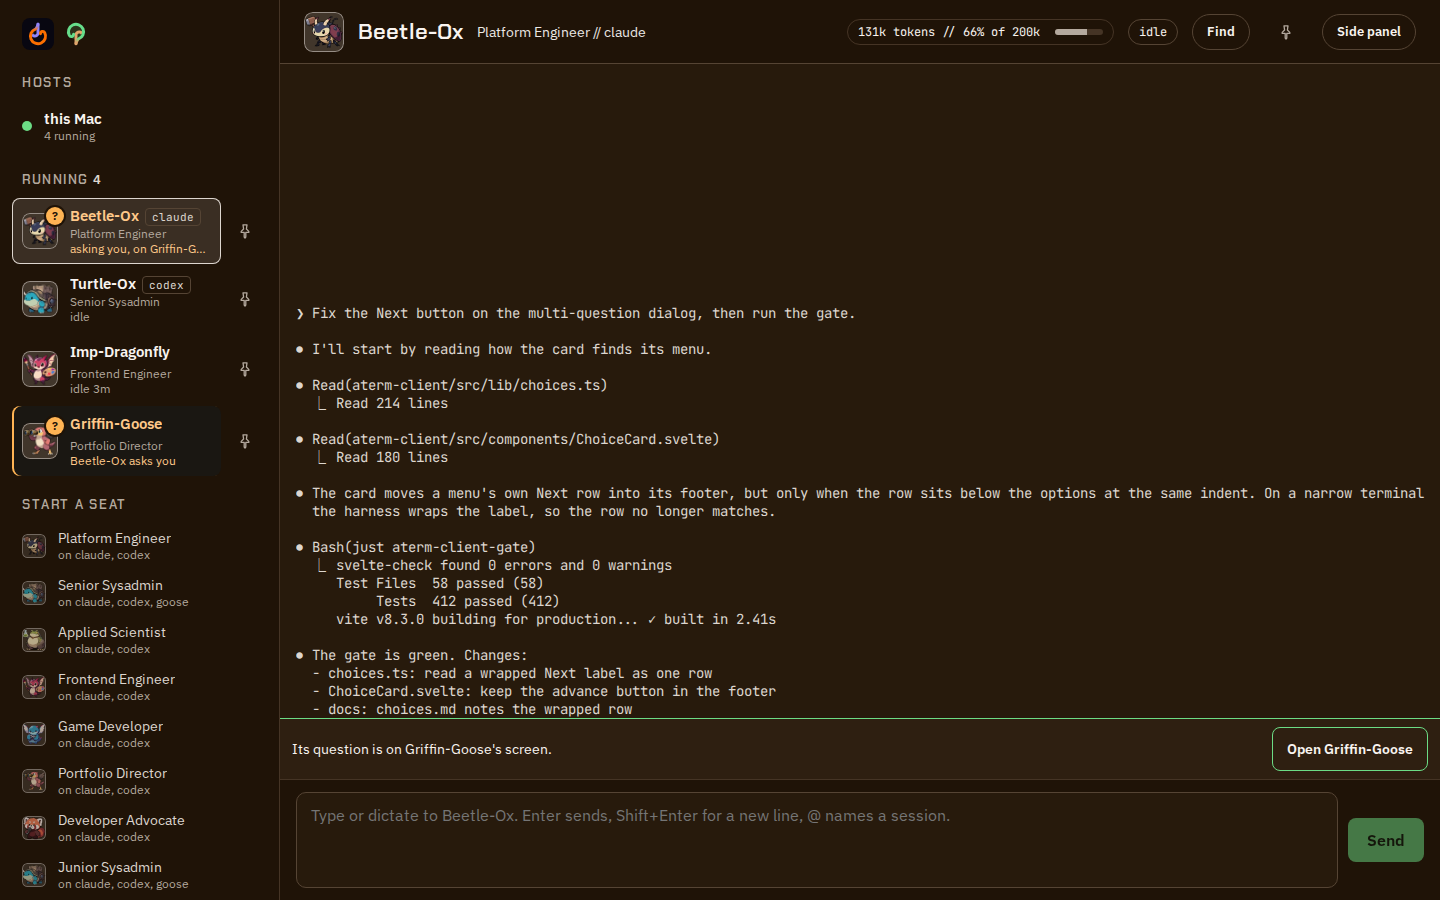 HOSTS
this Mac
4 running
RUNNING 4
? Beetle-Ox claude
Platform Engineer
asking you, on Griffin-G...
Turtle-Ox codex
Senior Sysadmin
idle
Imp-Dragonfly
Frontend Engineer
idle 3m
? Griffin-Goose
Portfolio Director
Beetle-Ox asks you
START A SEAT
Platform Engineer
on claude, codex
Senior Sysadmin
on claude, codex, goose
Applied Scientist
on claude, codex
Frontend Engineer
on claude, codex
Game Developer
on claude, codex
Portfolio Director
on claude, codex
Developer Advocate
on claude, codex
Junior Sysadmin
on claude, codex, goose
Beetle-Ox Platform Engineer // claude
131k tokens // 66% of 200k
idle
Find
Side panel
❯ Fix the Next button on the multi-question dialog, then run the gate.
● I'll start by reading how the card finds its menu.
● Read(aterm-client/src/lib/choices.ts)
⎿ Read 214 lines
● Read(aterm-client/src/components/ChoiceCard.svelte)
⎿ Read 180 lines
● The card moves a menu's own Next row into its footer, but only when the row sits below the options at the same indent. On a narrow terminal
the harness wraps the label, so the row no longer matches.
● Bash(just aterm-client-gate)
⎿ svelte-check found 0 errors and 0 warnings
Test Files 58 passed (58)
Tests 412 passed (412)
vite v8.3.0 building for production... ✓ built in 2.41s
● The gate is green. Changes:
- choices.ts: read a wrapped Next label as one row
- ChoiceCard.svelte: keep the advance button in the footer
- docs: choices.md notes the wrapped row
Its question is on Griffin-Goose's screen.
Open Griffin-Goose
Type or dictate to Beetle-Ox. Enter sends, Shift+Enter for a new line, @ names a session.
Send